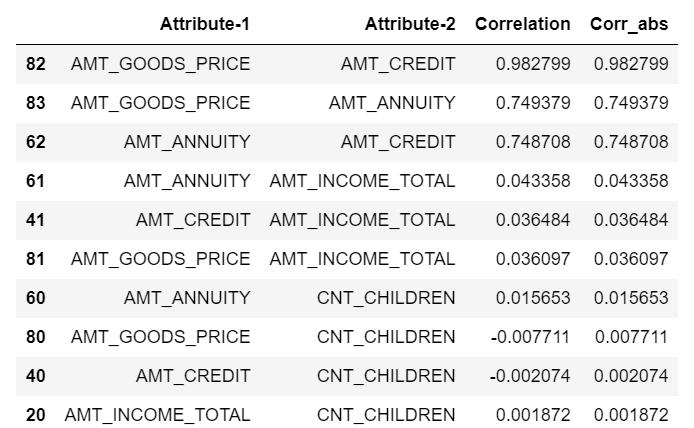 Attribute-1 Attribute-2 Correlation Corr_abs
82 AMT_GOODS_PRICE AMT_CREDIT 0.982799 0.982799
83 AMT_GOODS_PRICE AMT_ANNUITY 0.749379 0.749379
62 AMT_ANNUITY AMT_CREDIT 0.748708 0.748708
61 AMT_ANNUITY AMT_INCOME_TOTAL 0.043358 0.043358
41 AMT_CREDIT AMT_INCOME_TOTAL 0.036484 0.036484
81 AMT_GOODS_PRICE AMT_INCOME_TOTAL 0.036097 0.036097
60 AMT_ANNUITY CNT_CHILDREN 0.015653 0.015653
80 AMT_GOODS_PRICE CNT_CHILDREN -0.007711 0.007711
40 AMT_CREDIT CNT_CHILDREN -0.002074 0.002074
20 AMT_INCOME_TOTAL CNT_CHILDREN 0.001872 0.001872